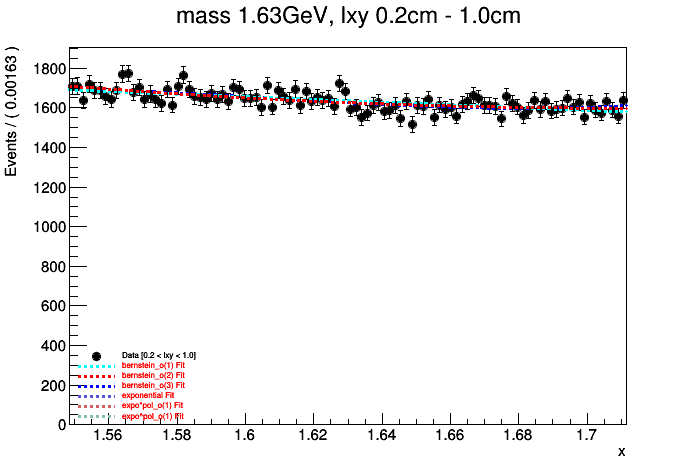 mass 1.63GeV, lxy 0.2cm - 1.0cm
Events / ( 0.00163 )
1800
1600
1400
1200
1000
800
600
400
200
0
Data [0.2 < lxy < 1.0]
bernstein_o(1) Fit
bernstein_o(2) Fit
bernstein_o(3) Fit
exponential Fit
expo*pol_o(1) Fit
expo*pol_o(1) Fit
1.56 1.58 1.6 1.62 1.64 1.66 1.68 1.7
x